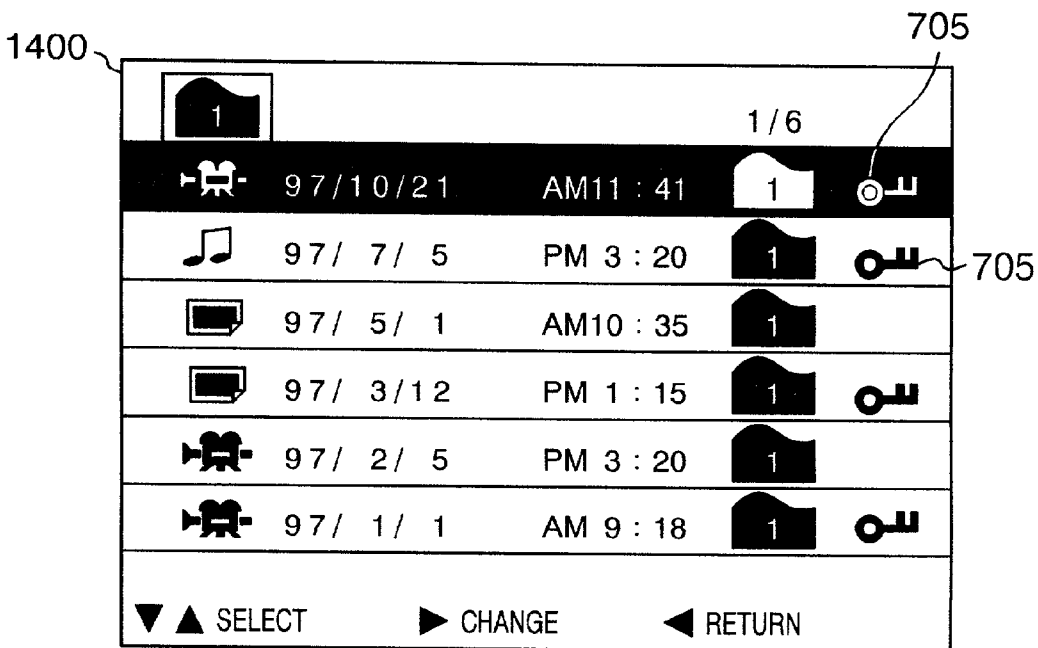 705
1400
1
1/6
97/10/21 AM11:41 1
97/ 7/ 5 PM 3:20 1
705
97/ 5/ 1 AM10:35 1
97/ 3/12 PM 1:15 1
97/ 2/ 5 PM 3:20 1
97/ 1/ 1 AM 9:18 1
▼ ▲ SELECT ▶ CHANGE ◀ RETURN